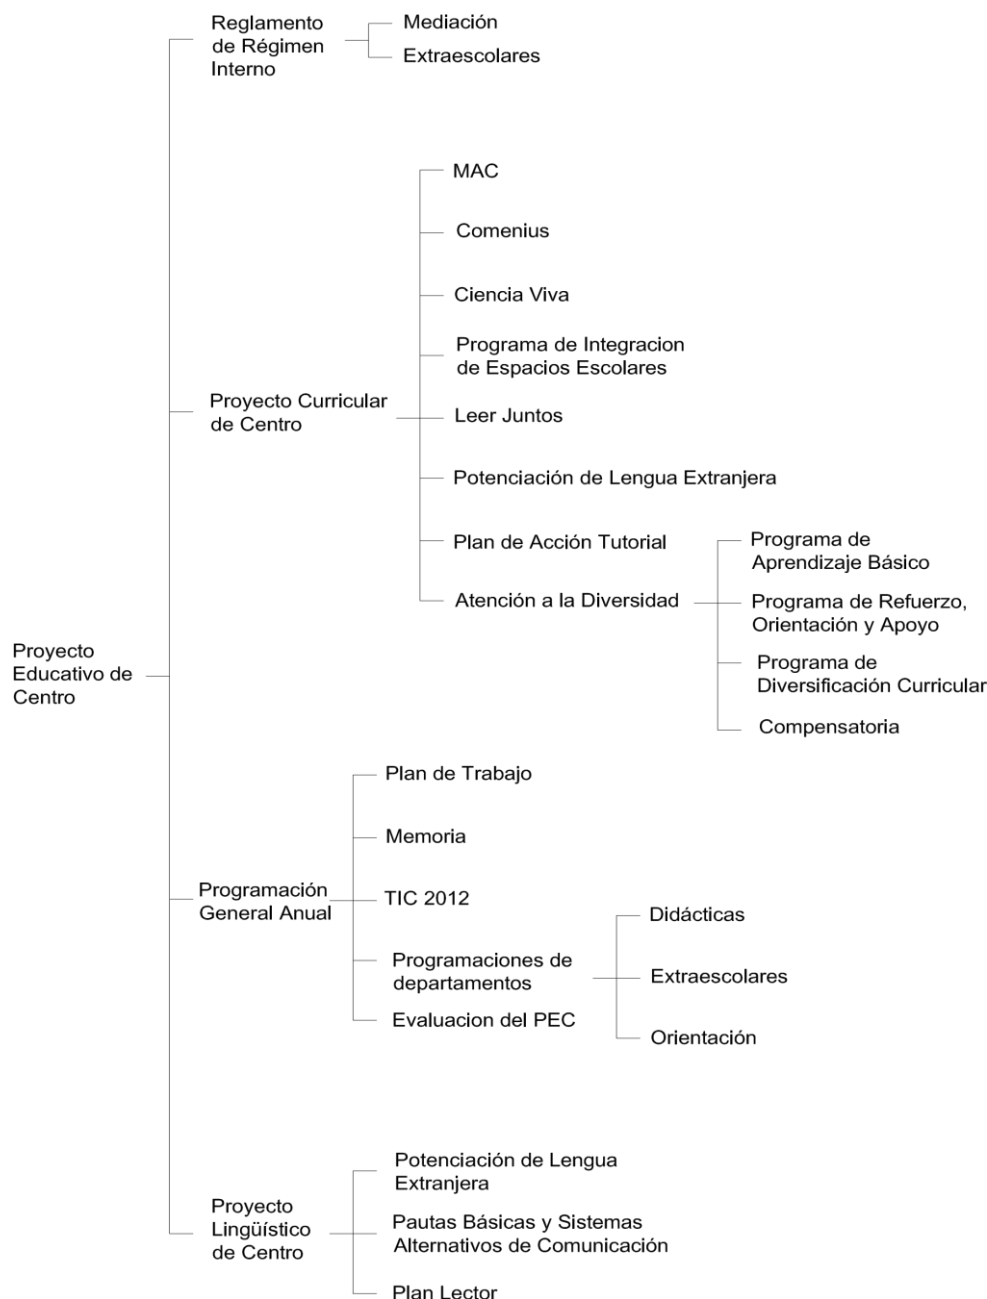 Reglamento
de Régimen
Interno
Mediación
Extraescolares
MAC
Comenius
Ciencia Viva
Programa de Integracion
de Espacios Escolares
Proyecto Curricular
de Centro
Leer Juntos
Potenciación de Lengua Extranjera
Plan de Acción Tutorial
Atención a la Diversidad
Programa de
Aprendizaje Básico
Programa de Refuerzo,
Orientación y Apoyo
Programa de
Diversificación Curricular
Compensatoria
Proyecto
Educativo de
Centro
Plan de Trabajo
Memoria
Programación
General Anual
TIC 2012
Programaciones de
departamentos
Evaluacion del PEC
Didácticas
Extraescolares
Orientación
Proyecto
Lingüístico
de Centro
Potenciación de Lengua
Extranjera
Pautas Básicas y Sistemas
Alternativos de Comunicación
Plan Lector